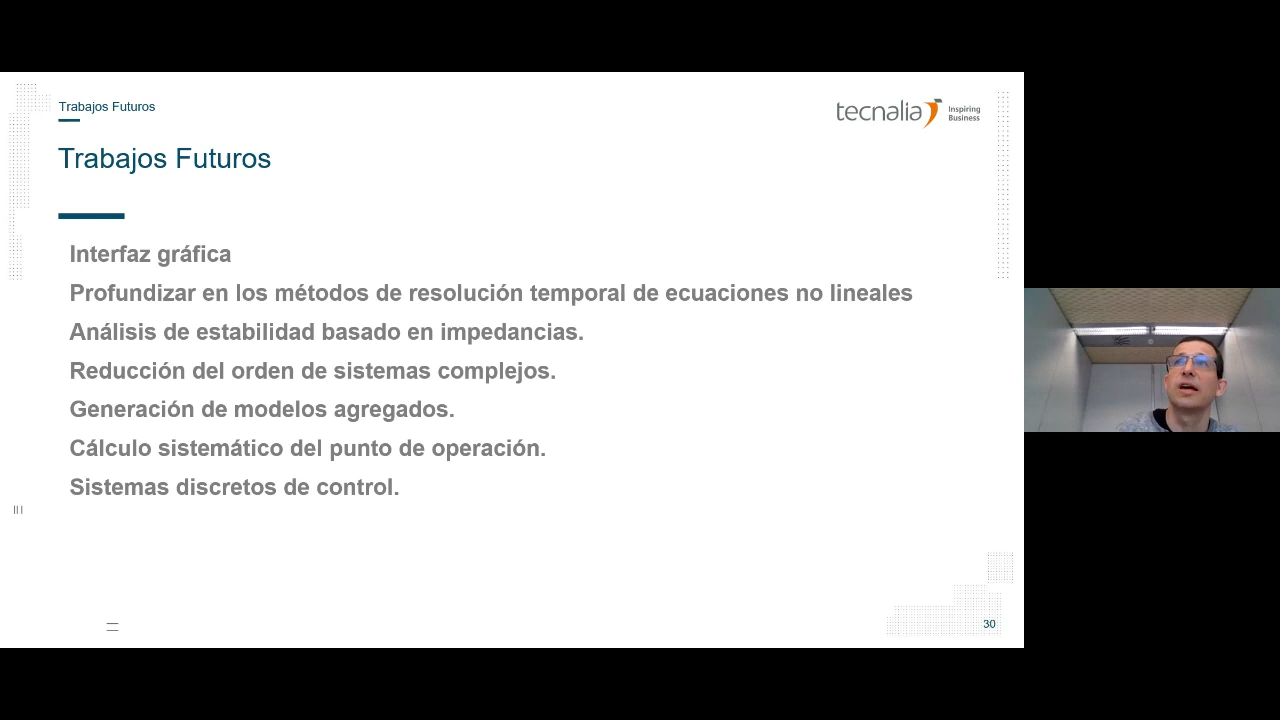 Trabajos Futuros
tecnalia Inspiring Business
Trabajos Futuros
Interfaz gráfica
Profundizar en los métodos de resolución temporal de ecuaciones no lineales
Análisis de estabilidad basado en impedancias.
Reducción del orden de sistemas complejos.
Generación de modelos agregados.
Cálculo sistemático del punto de operación.
Sistemas discretos de control.
30